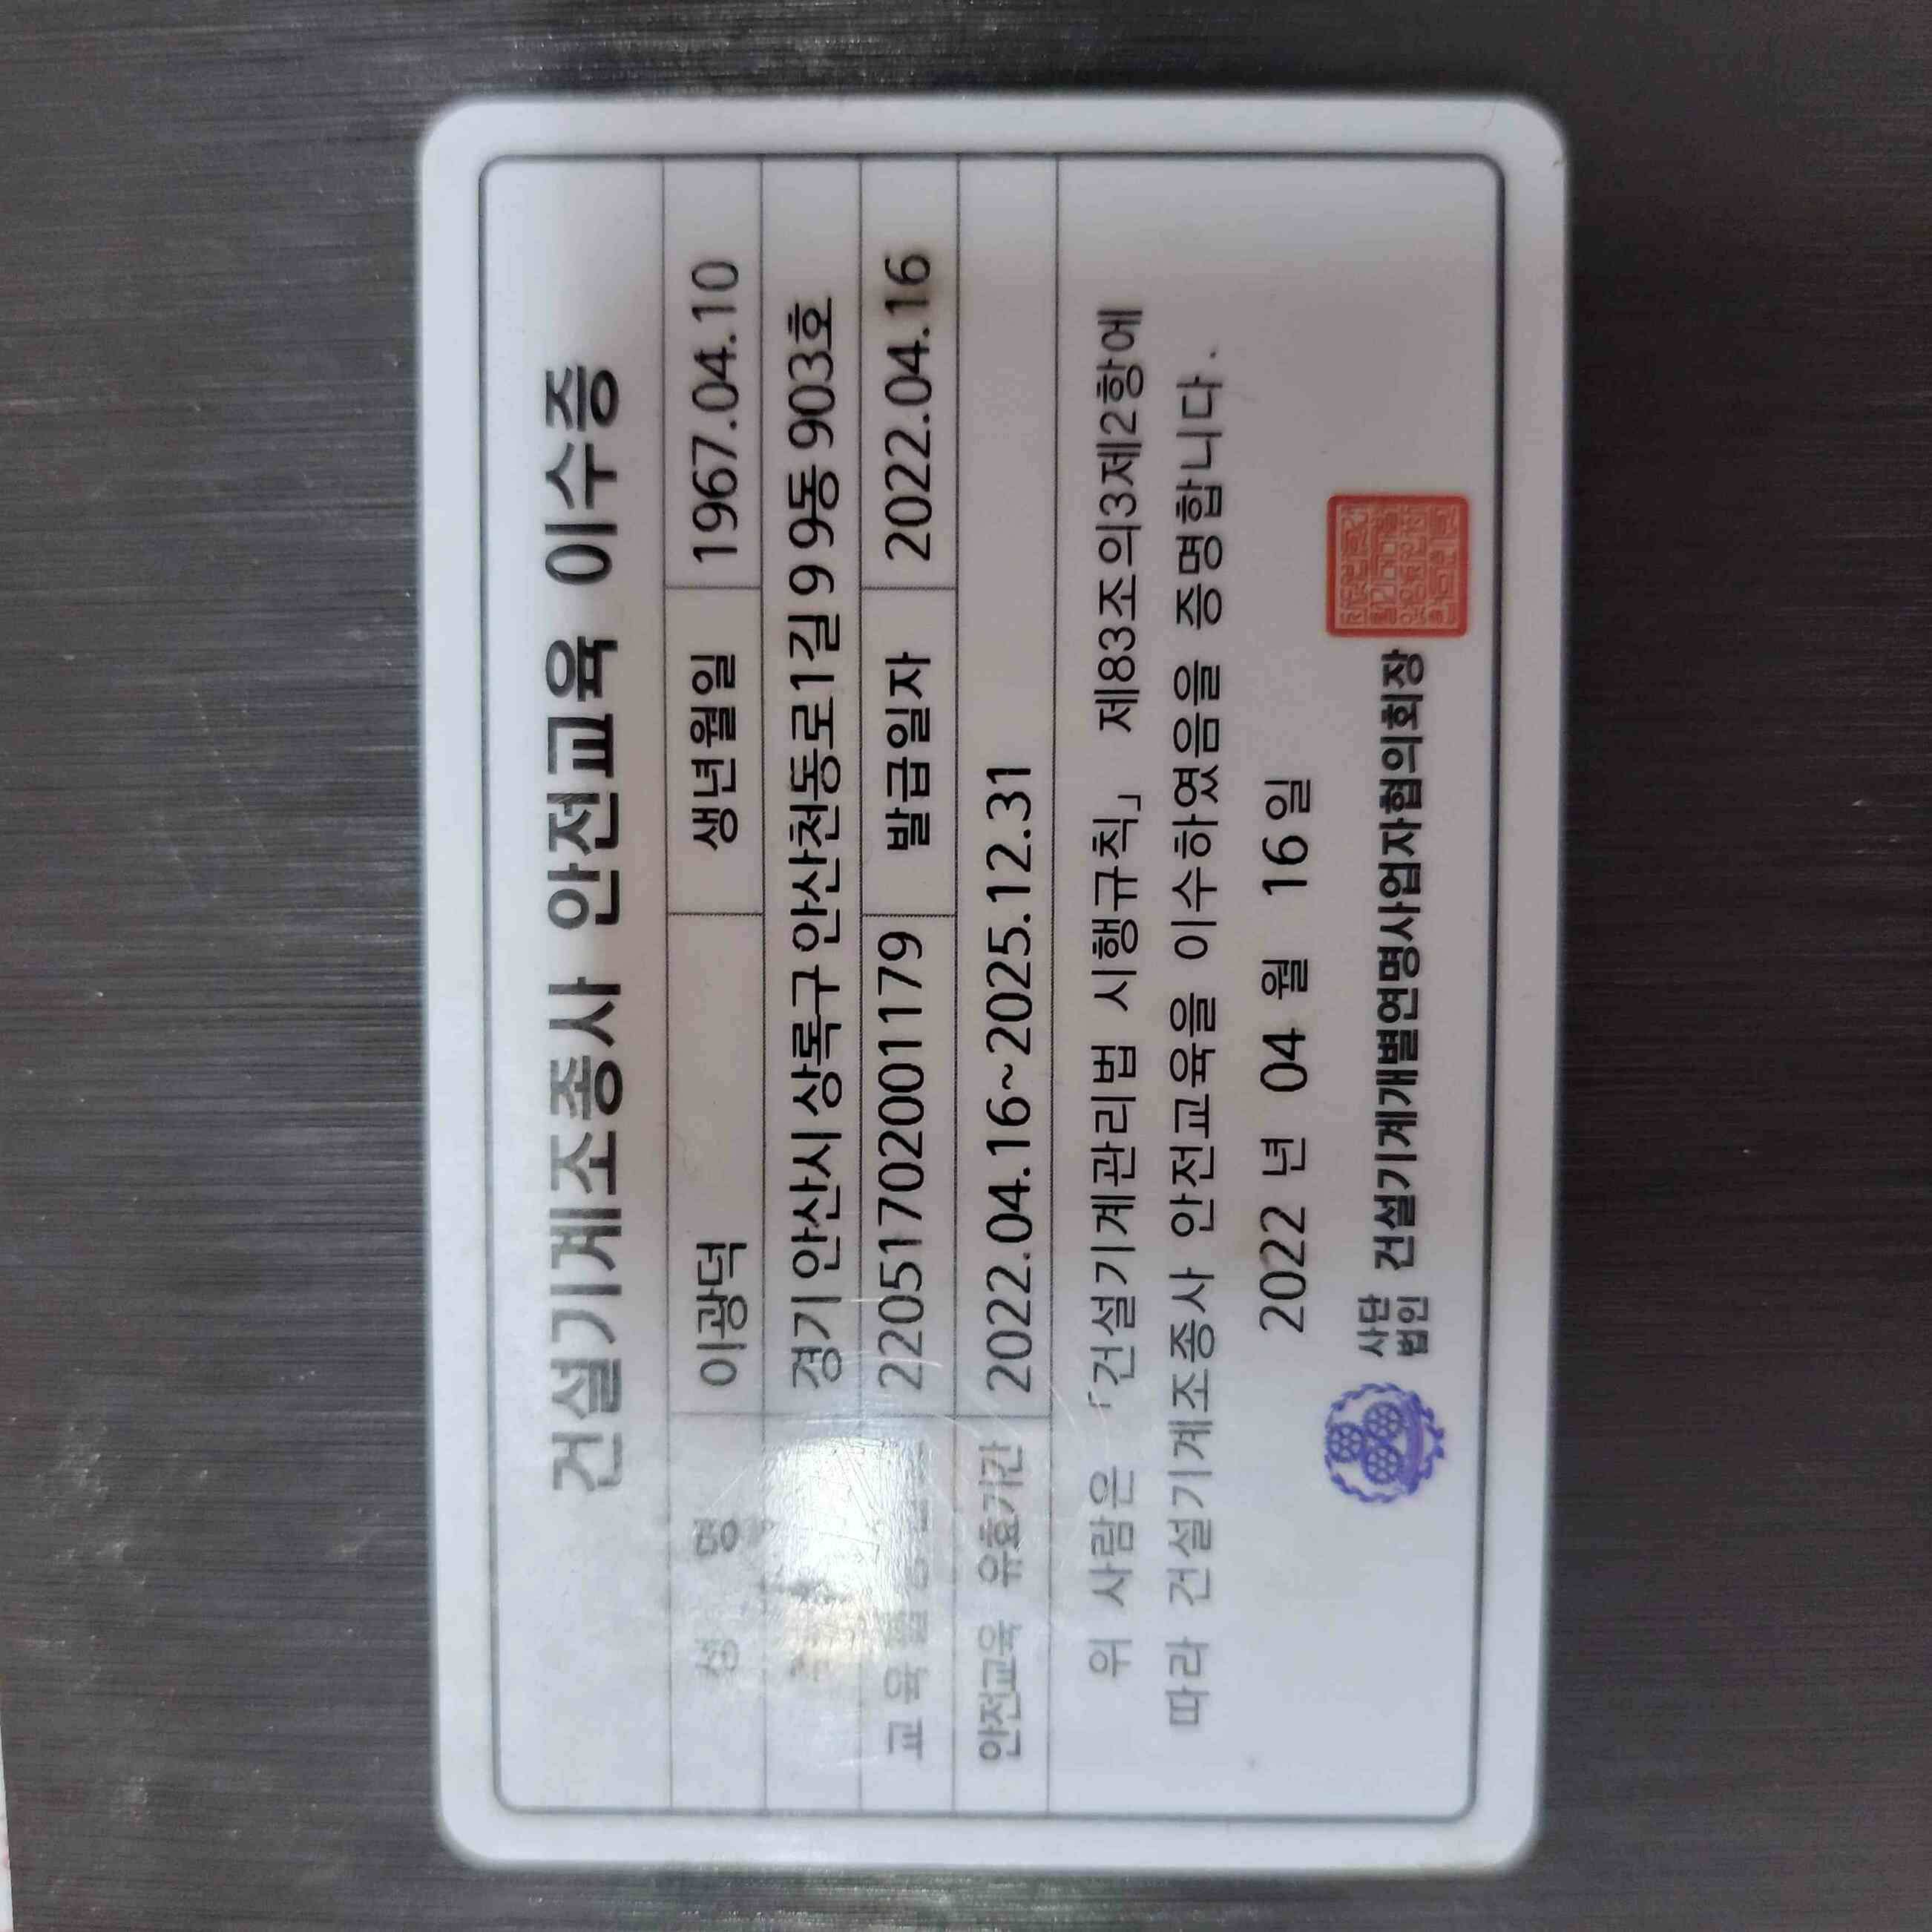 건설기계조종사 안전교육 이수증
성 명 이광덕 생년월일 1967.04.10
경기 안산시 상록구 안산천동로1길 9 9동 903호
교육 22051702001179 발급일자 2022.04.16
안전교육 유효기간 2022.04.16~2025.12.31
위 사람은 「건설기계관리법 시행규칙」 제83조의3제2항에
따라 건설기계조종사 안전교육을 이수하였음을 증명합니다.
2022 년 04 월 16일
사단법인 건설기계개별연명사업자협의회장